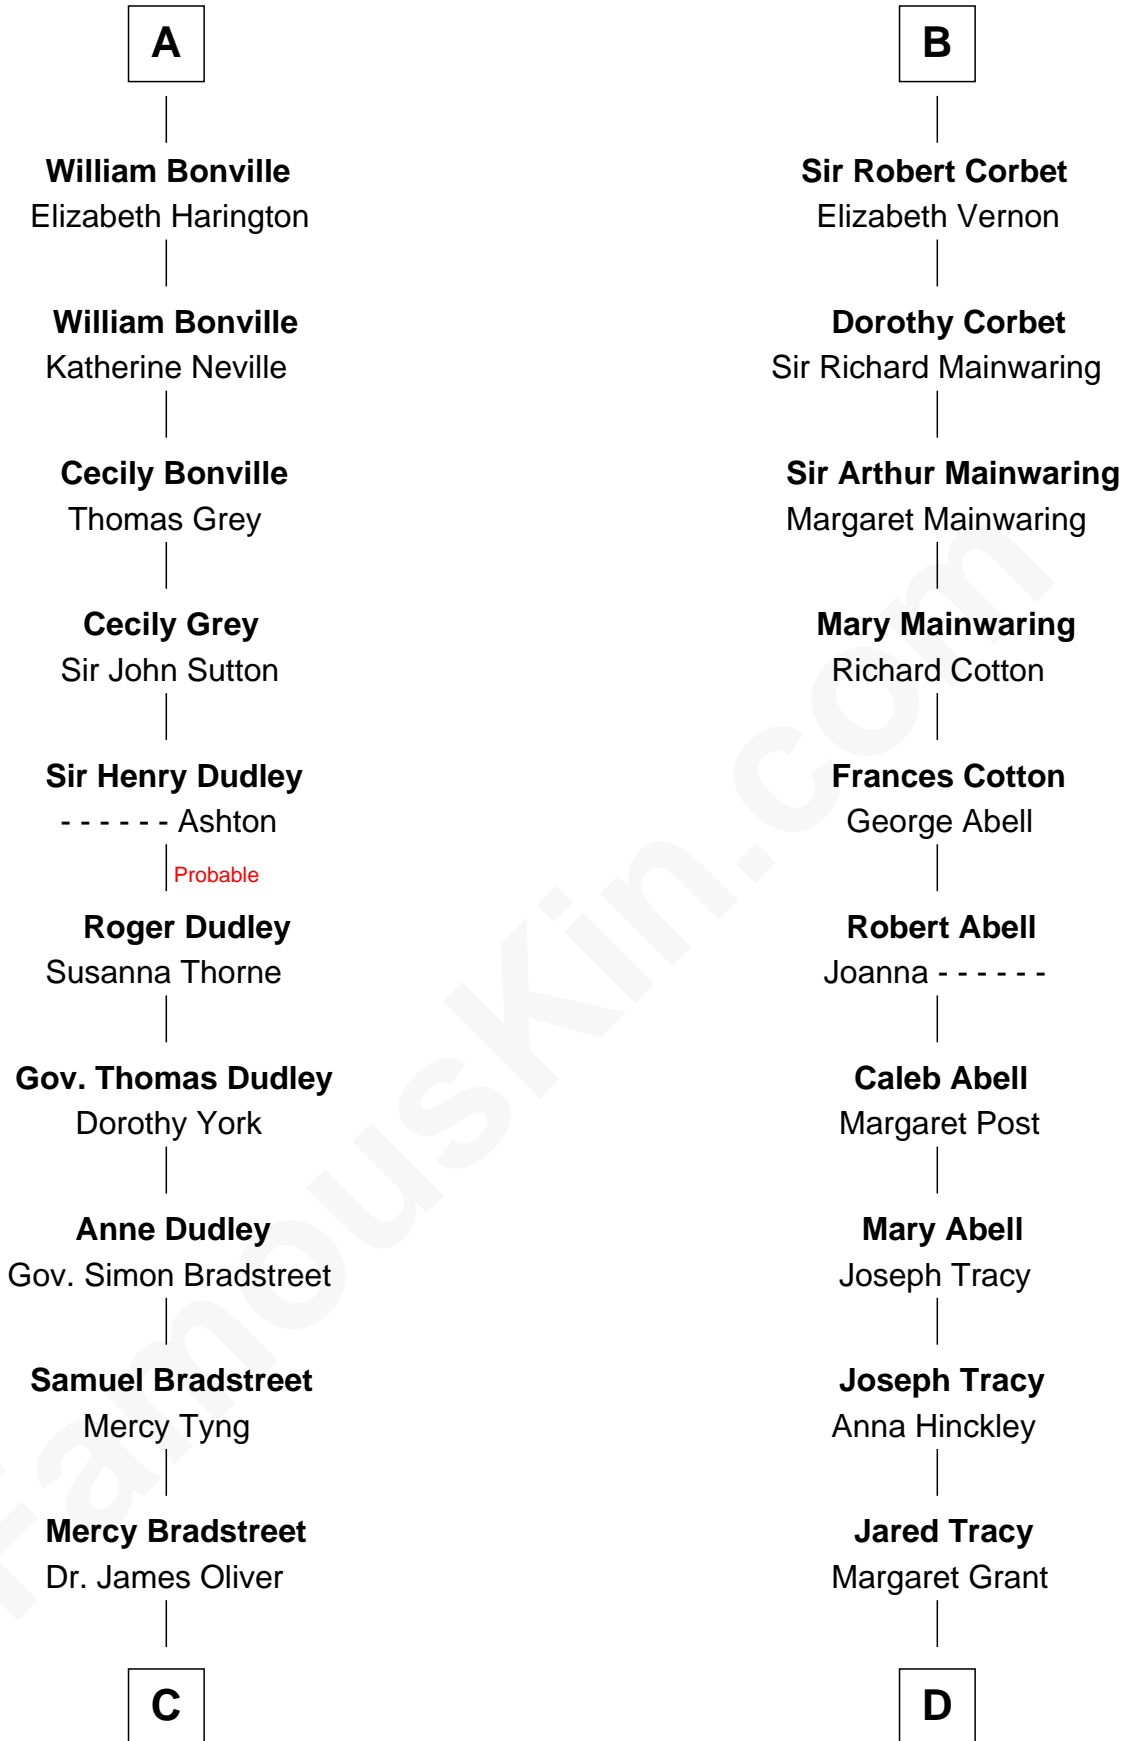 A
William Bonville
Elizabeth Harington
William Bonville
Katherine Neville
Cecily Bonville
Thomas Grey
Cecily Grey
Sir John Sutton
Sir Henry Dudley
- - - - - - Ashton
Probable
Roger Dudley
Susanna Thorne
Gov. Thomas Dudley
Dorothy York
Anne Dudley
Gov. Simon Bradstreet
Samuel Bradstreet
Mercy Tyng
Mercy Bradstreet
Dr. James Oliver
C
B
Sir Robert Corbet
Elizabeth Vernon
Dorothy Corbet
Sir Richard Mainwaring
Sir Arthur Mainwaring
Margaret Mainwaring
Mary Mainwaring
Richard Cotton
Frances Cotton
George Abell
Robert Abell
Joanna - - - - - -
Caleb Abell
Margaret Post
Mary Abell
Joseph Tracy
Joseph Tracy
Anna Hinckley
Jared Tracy
Margaret Grant
D
FamousKin.com